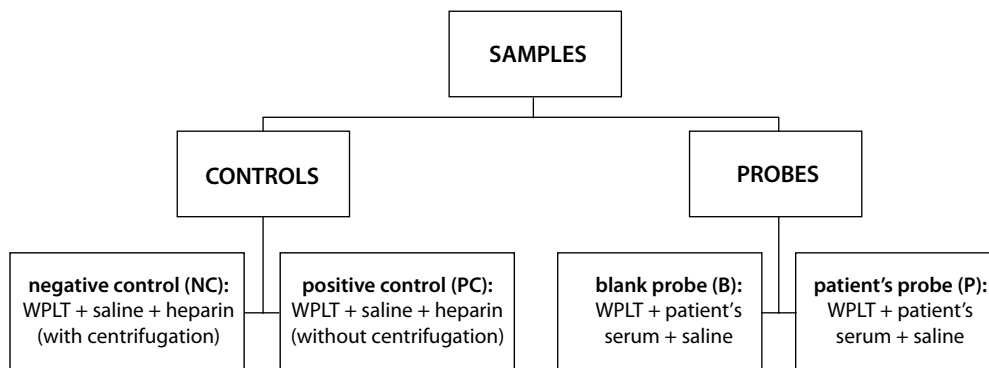 SAMPLES
CONTROLS
PROBES
negative control (NC):
WPLT + saline + heparin
(with centrifugation)
positive control (PC):
WPLT + saline + heparin
(without centrifugation)
blank probe (B):
WPLT + patient's
serum + saline
patient's probe (P):
WPLT + patient's
serum + saline